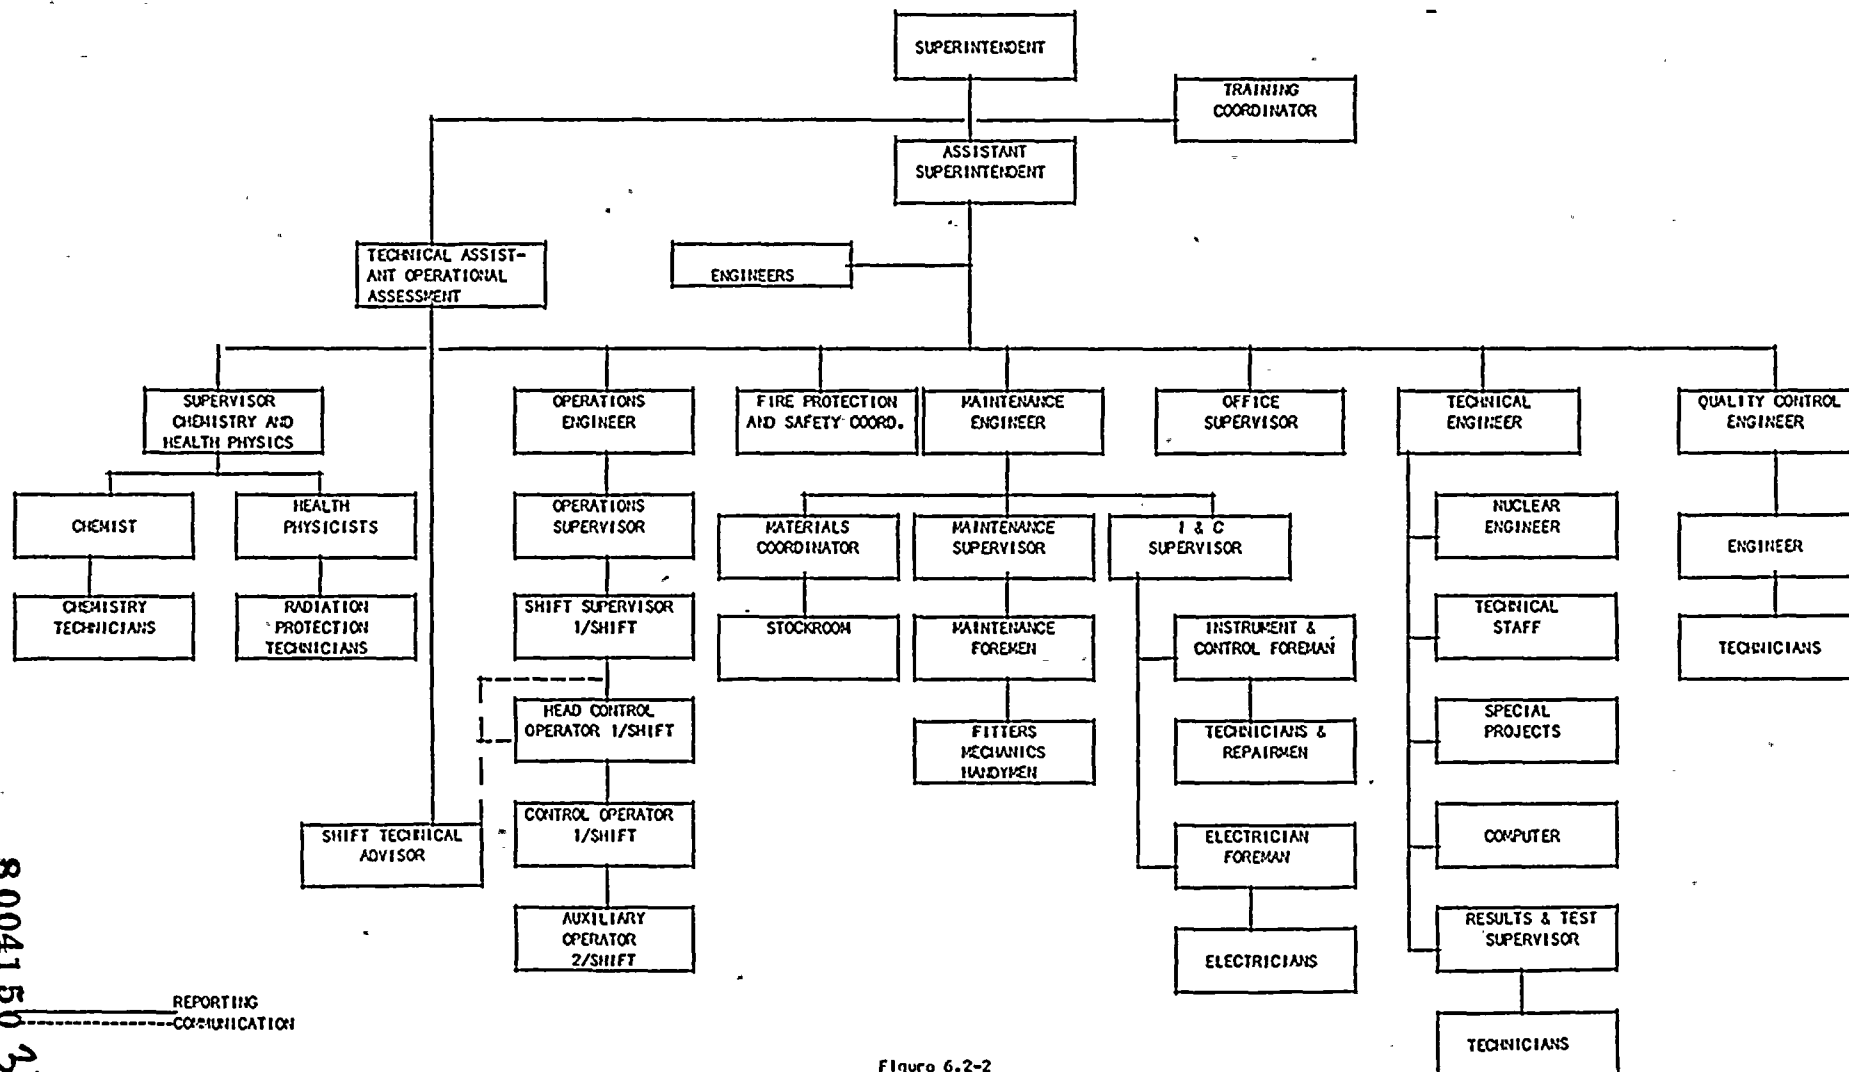 SUPERINTENDENT
TRAINING
COORDINATOR
ASSISTANT
SUPERINTENDENT
TECHNICAL ASSIST-
ANT OPERATIONAL
ASSESSMENT
ENGINEERS
SUPERVISOR
CHEMISTRY AND
HEALTH PHYSICS
OPERATIONS
ENGINEER
FIRE PROTECTION
AND SAFETY COORD.
MAINTENANCE
ENGINEER
OFFICE
SUPERVISOR
TECHNICAL
ENGINEER
QUALITY CONTROL
ENGINEER
CHEMIST
HEALTH
PHYSICISTS
OPERATIONS
SUPERVISOR
MATERIALS
COORDINATOR
MAINTENANCE
SUPERVISOR
I & C
SUPERVISOR
NUCLEAR
ENGINEER
ENGINEER
CHEMISTRY
TECHNICIANS
RADIATION
PROTECTION
TECHNICIANS
SHIFT SUPERVISOR
1/SHIFT
STOCKROOM
MAINTENANCE
FOREMEN
INSTRUMENT &
CONTROL FOREMAN
TECHNICAL
STAFF
TECHNICIANS
HEAD CONTROL
OPERATOR 1/SHIFT
FITTERS
MECHANICS
HANDYMEN
TECHNICIANS &
REPAIRMEN
SPECIAL
PROJECTS
SHIFT TECHNICAL
ADVISOR
CONTROL OPERATOR
1/SHIFT
ELECTRICIAN
FOREMAN
COMPUTER
AUXILIARY
OPERATOR
2/SHIFT
ELECTRICIANS
RESULTS & TEST
SUPERVISOR
TECHNICIANS
REPORTING
COMMUNICATION
8004150 3
Figure 6.2-2